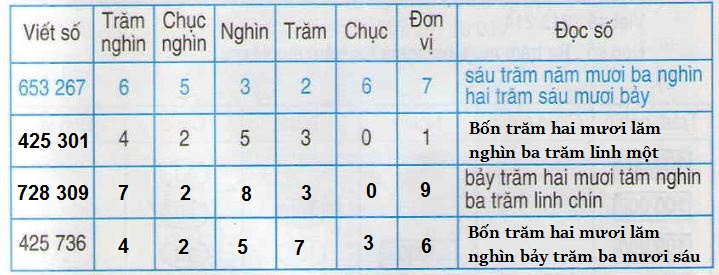 Viết số Trăm nghìn Chục nghìn Nghìn Trăm Chục Đơn vị Đọc số
653 267 6 5 3 2 6 7 sáu trăm năm mươi ba nghìn
hai trăm sáu mươi bảy
425 301 4 2 5 3 0 1 Bốn trăm hai mươi lăm
nghìn ba trăm linh một
728 309 7 2 8 3 0 9 bảy trăm hai mươi tám nghìn
ba trăm linh chín
425 736 4 2 5 7 3 6 Bốn trăm hai mươi lăm
nghìn bảy trăm ba mươi sáu